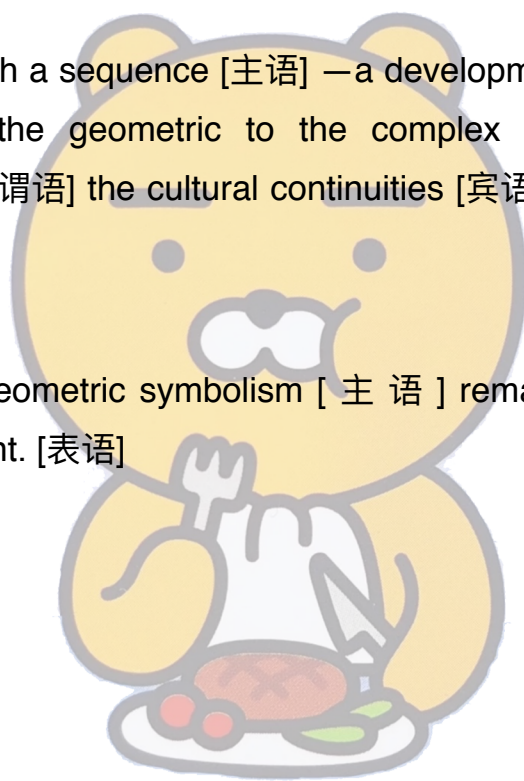 h a sequence [主语] —a developm
the geometric to the complex
谓语] the cultural continuities [宾语
eometric symbolism [ 主 语 ] rema
nt. [表语]